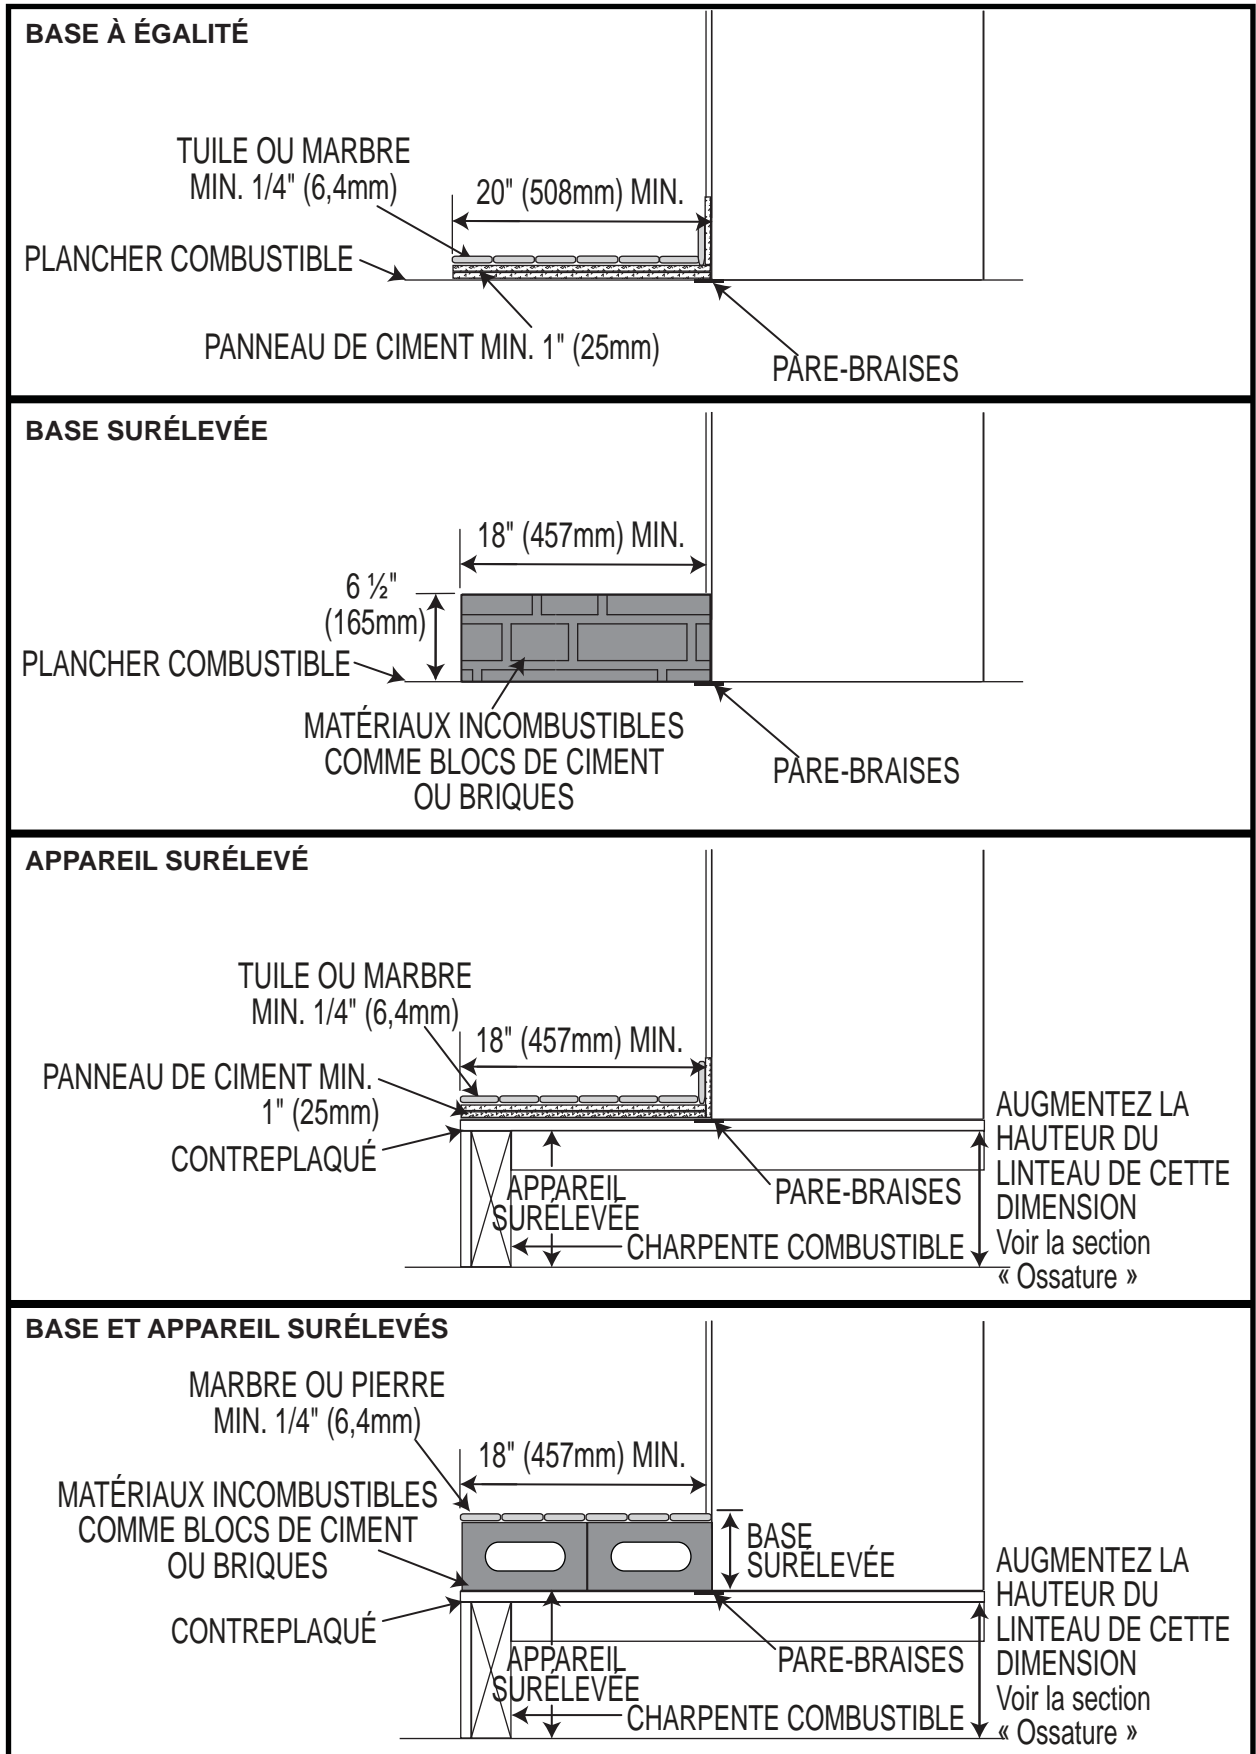 BASE À ÉGALITÉ
TUILE OU MARBRE
MIN. 1/4" (6,4mm)
20" (508mm) MIN.
PLANCHER COMBUSTIBLE
PANNEAU DE CIMENT MIN. 1" (25mm)
PARE-BRAISES
BASE SURÉLEVÉE
18" (457mm) MIN.
6 ½"
(165mm)
PLANCHER COMBUSTIBLE
MATÉRIAUX INCOMBUSTIBLES
COMME BLOCS DE CIMENT
OU BRIQUES
PARE-BRAISES
APPAREIL SURÉLEVÉ
TUILE OU MARBRE
MIN. 1/4" (6,4mm)
18" (457mm) MIN.
PANNEAU DE CIMENT MIN.
1" (25mm)
CONTREPLAQUÉ
APPAREIL
SURÉLEVÉE
PARE-BRAISES
CHARPENTE COMBUSTIBLE
AUGMENTEZ LA
HAUTEUR DU
LINTEAU DE CETTE
DIMENSION
Voir la section
« Ossature »
BASE ET APPAREIL SURÉLEVÉS
MARBRE OU PIERRE
MIN. 1/4" (6,4mm)
18" (457mm) MIN.
MATÉRIAUX INCOMBUSTIBLES
COMME BLOCS DE CIMENT
OU BRIQUES
BASE
SURÉLEVÉE
CONTREPLAQUÉ
APPAREIL
SURÉLEVÉE
PARE-BRAISES
CHARPENTE COMBUSTIBLE
AUGMENTEZ LA
HAUTEUR DU
LINTEAU DE CETTE
DIMENSION
Voir la section
« Ossature »